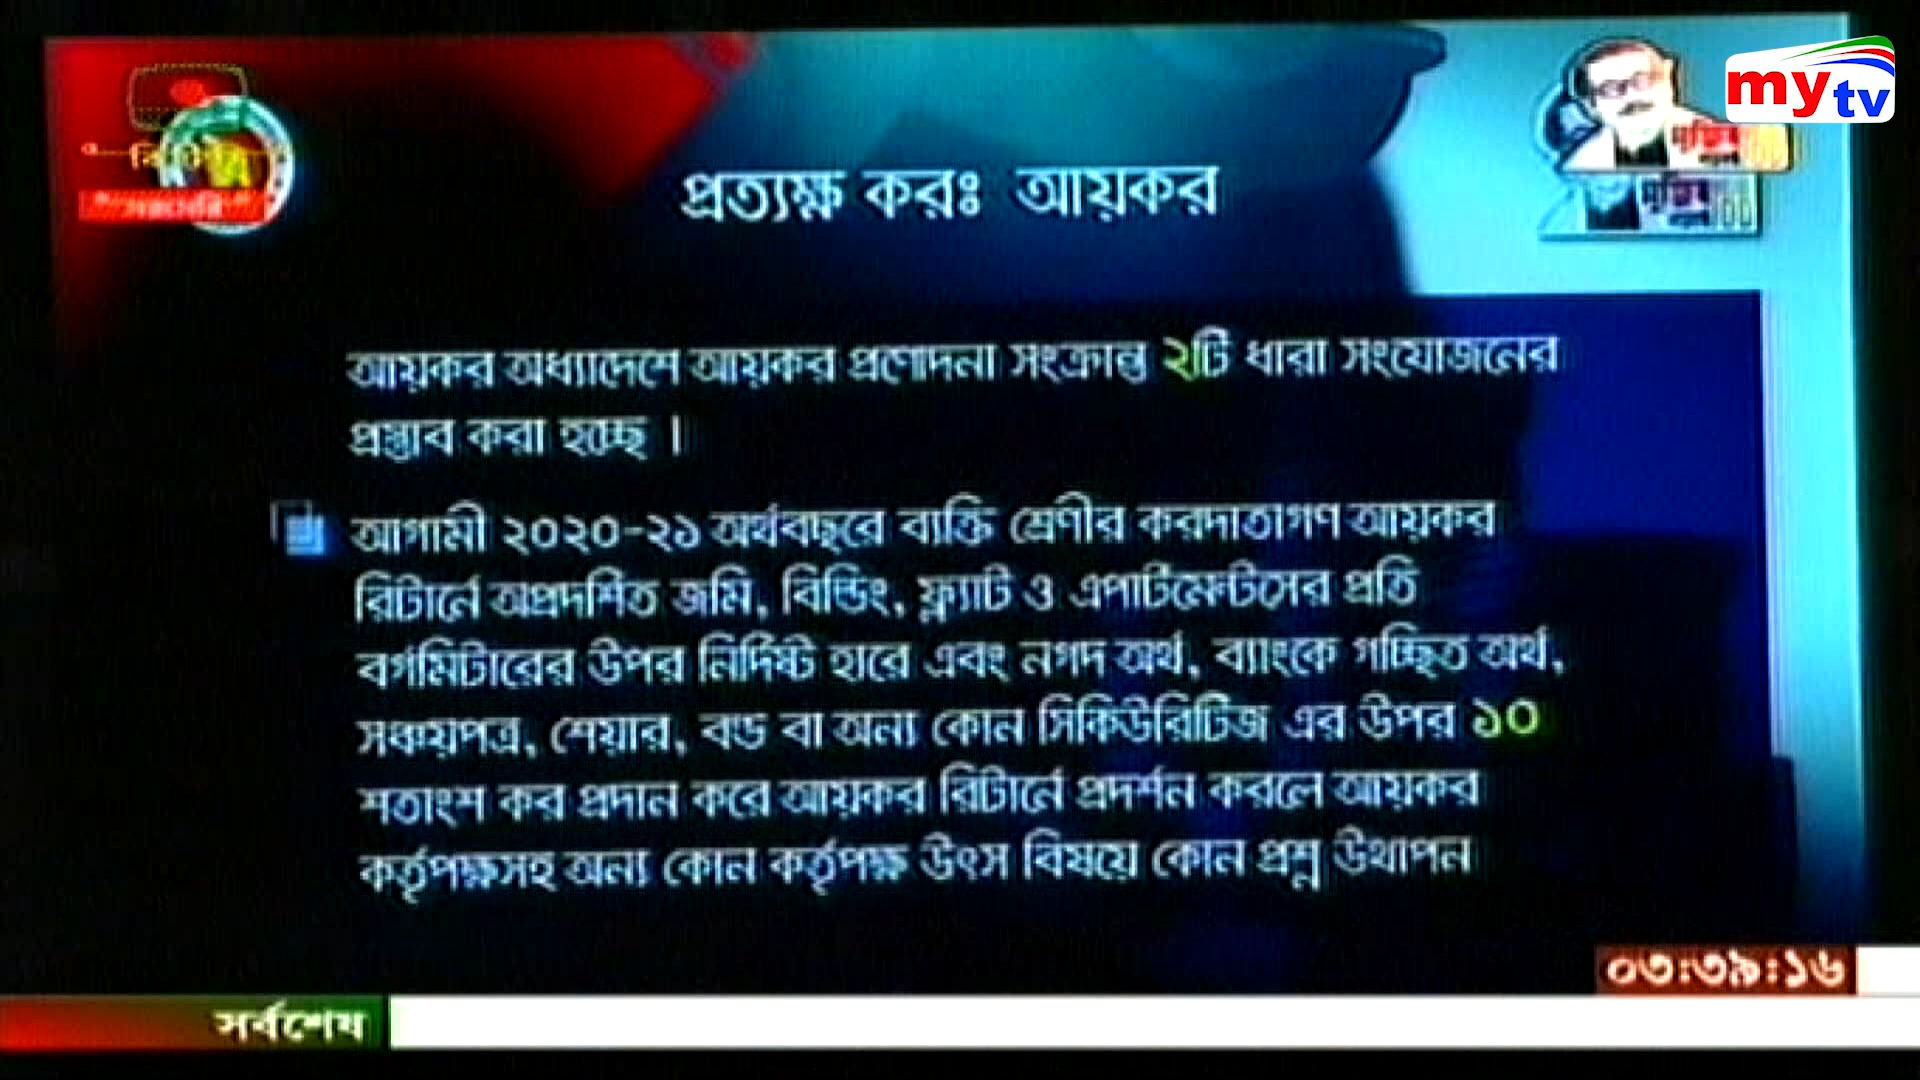 my tv
প্রত্যক্ষ করঃ আয়কর
আয়কর অধ্যাদেশে আয়কর প্রণোদনা সংক্রান্ত ২টি ধারা সংযোজনের
প্রস্তাব করা হচ্ছে ।
আগামী ২০২০-২১ অর্থবছরে ব্যক্তি শ্রেণীর করদাতাগণ আয়কর
রিটার্নে অপ্রদর্শিত জমি, বিল্ডিং, ফ্ল্যাট ও এপার্টমেন্টসের প্রতি
বর্গমিটারের উপর নির্দিষ্ট হারে এবং নগদ অর্থ, ব্যাংকে গচ্ছিত অর্থ,
সঞ্চয়পত্র, শেয়ার, বন্ড বা অন্য কোন সিকিউরিটিজ এর উপর ১০
শতাংশ কর প্রদান করে আয়কর রিটার্নে প্রদর্শন করলে আয়কর
কর্তৃপক্ষসহ অন্য কোন কর্তৃপক্ষ উৎস বিষয়ে কোন প্রশ্ন উথাপন
০৩:৩৯:১৬
সর্বশেষ